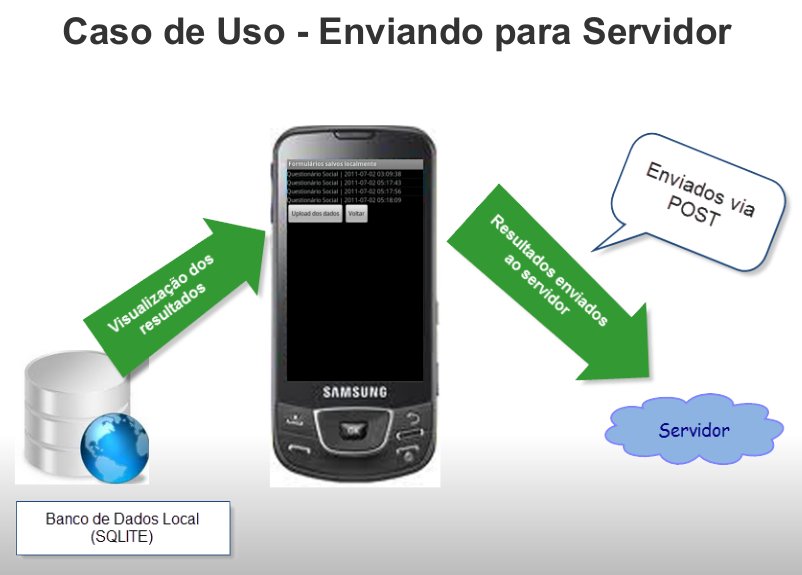 Caso de Uso - Enviando para Servidor
Formulários salvos localmente
Questionário Social | 2011-07-02 03:09:38
Questionário Social | 2011-07-02 05:17:43
Questionário Social | 2011-07-02 05:17:56
Questionário Social | 2011-07-02 05:18:09
Upload dos dados Voltar
Visualização dos
resultados
Resultados enviados
ao servidor
Enviados via
POST
SAMSUNG
OK
MENU
Servidor
Banco de Dados Local
(SQLITE)